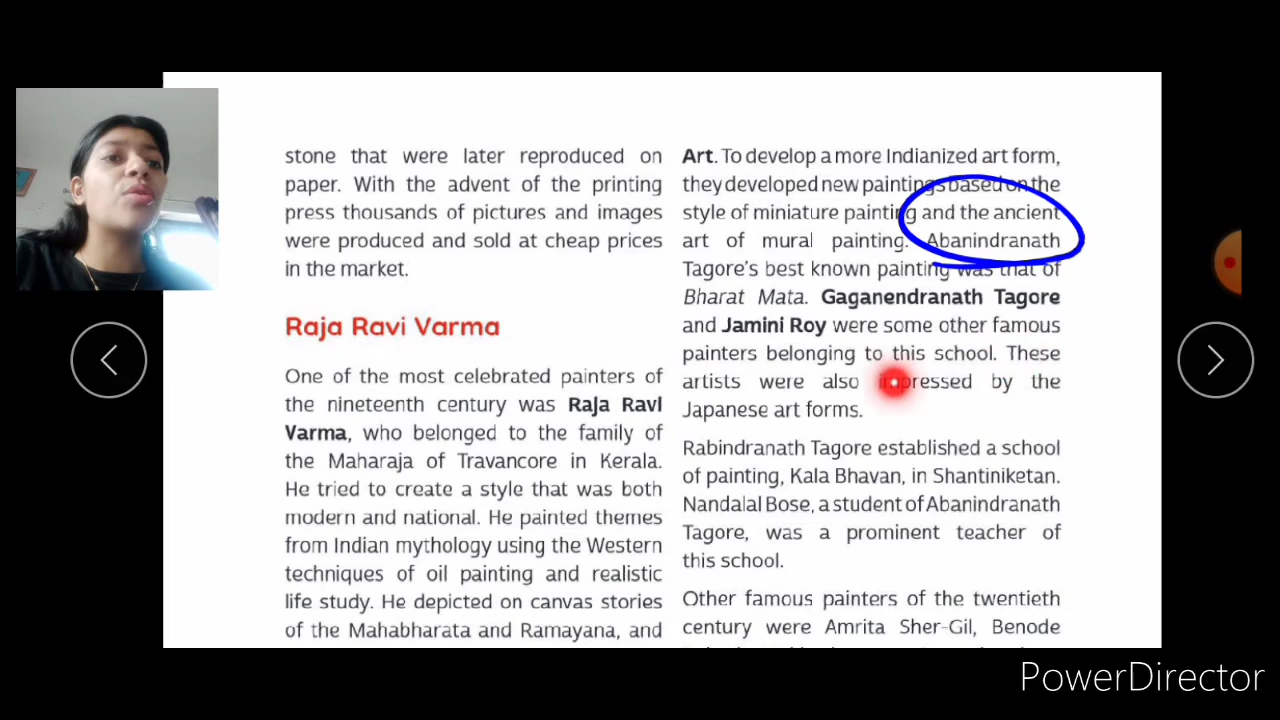 stone that were later reproduced on
paper. With the advent of the printing
press thousands of pictures and images
were produced and sold at cheap prices
in the market.
Raja Ravi Varma
One of the most celebrated painters of
the nineteenth century was Raja Ravi
Varma, who belonged to the family of
the Maharaja of Travancore in Kerala.
He tried to create a style that was both
modern and national. He painted themes
from Indian mythology using the Western
techniques of oil painting and realistic
life study. He depicted on canvas stories
of the Mahabharata and Ramayana, and
Art. To develop a more Indianized art form,
they developed new paintings based on the
style of miniature painting and the ancient
art of mural painting. Abanindranath
Tagore's best known painting was that of
Bharat Mata. Gaganendranath Tagore
and Jamini Roy were some other famous
painters belonging to this school. These
artists were also impressed by the
Japanese art forms.
Rabindranath Tagore established a school
of painting, Kala Bhavan, in Shantiniketan.
Nandalal Bose, a student of Abanindranath
Tagore, was a prominent teacher of
this school.
Other famous painters of the twentieth
century were Amrita Sher-Gil, Benode
PowerDirector